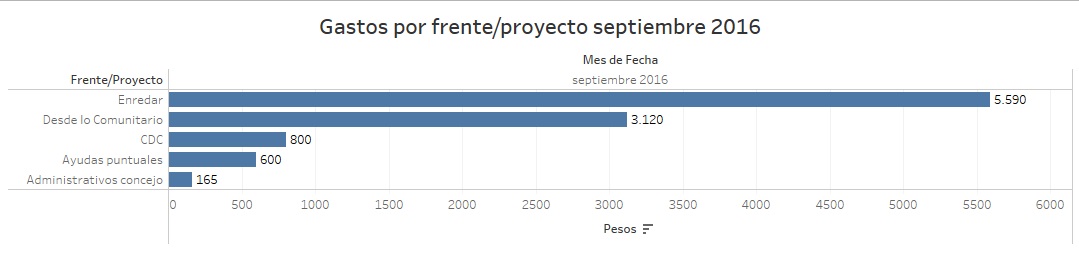 Gastos por frente/proyecto septiembre 2016
Mes de Fecha
Frente/Proyecto
septiembre 2016
Enredar 5.590
Desde lo Comunitario 3.120
CDC 800
Ayudas puntuales 600
Administrativos concejo 165
0 500 1000 1500 2000 2500 3000 3500 4000 4500 5000 5500 6000
Pesos